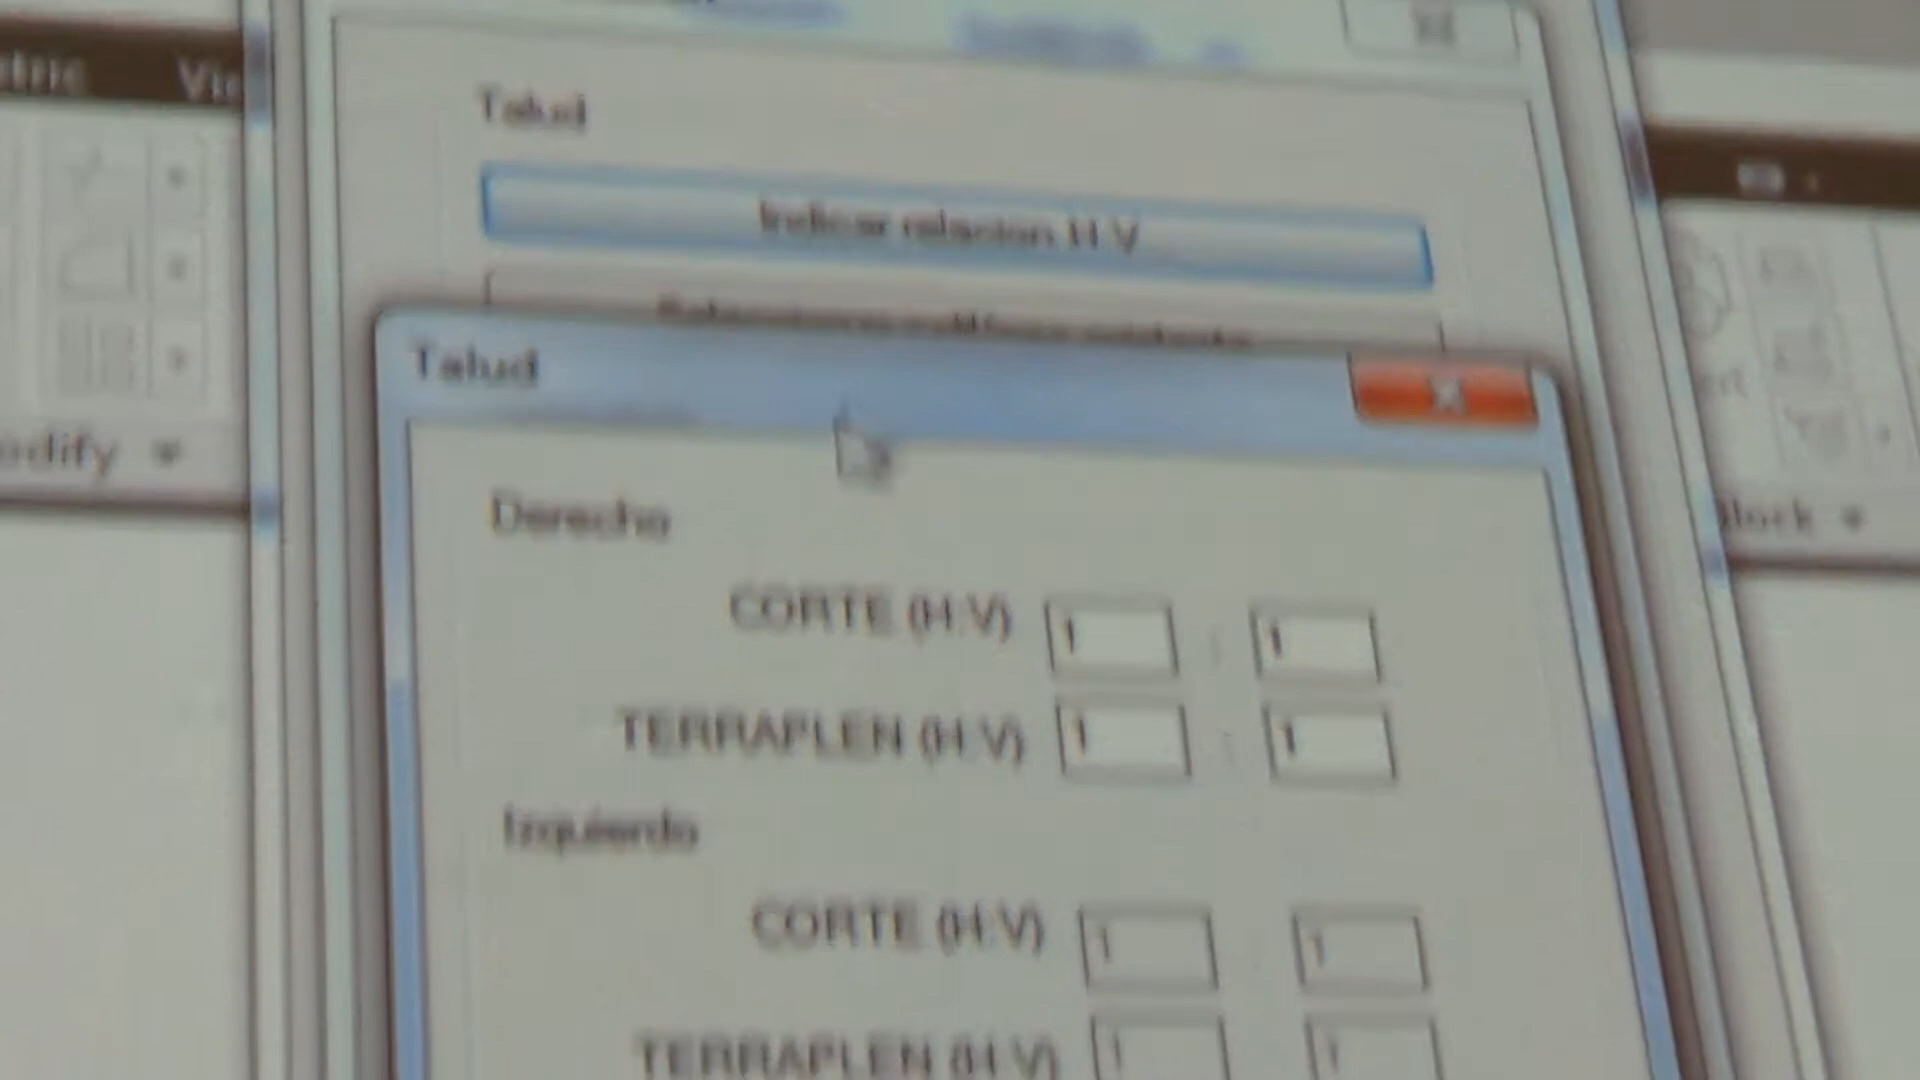 Talud
Indicar relacion H:V
Talud
Derecho
CORTE (H:V) 1 : 1
TERRAPLEN (H:V) 1 : 1
Izquierdo
CORTE (H:V) 1 1
TERRAPLEN (H:V) 1 1
odify
lock